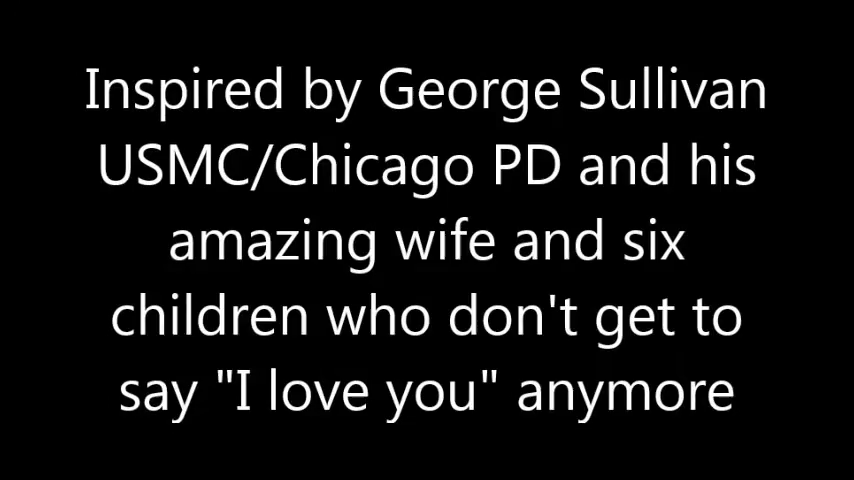 Inspired by George Sullivan
USMC/Chicago PD and his
amazing wife and six
children who don't get to
say "I love you" anymore